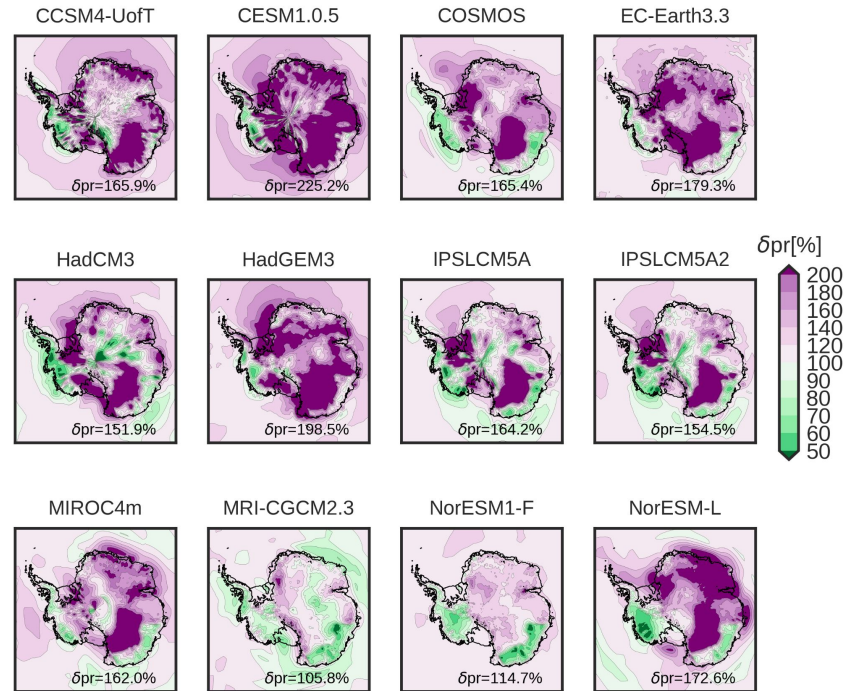 CCSM4-UofT CESM1.0.5 COSMOS EC-Earth3.3
δpr=165.9% δpr=225.2% δpr=165.4% δpr=179.3%
δpr[%]
HadCM3 HadGEM3 IPSLCM5A IPSLCM5A2
200
180
160
140
120
100
90
80
70
60
50
δpr=151.9% δpr=198.5% δpr=164.2% δpr=154.5%
MIROC4m MRI-CGCM2.3 NorESM1-F NorESM-L
δpr=162.0% δpr=105.8% δpr=114.7% δpr=172.6%